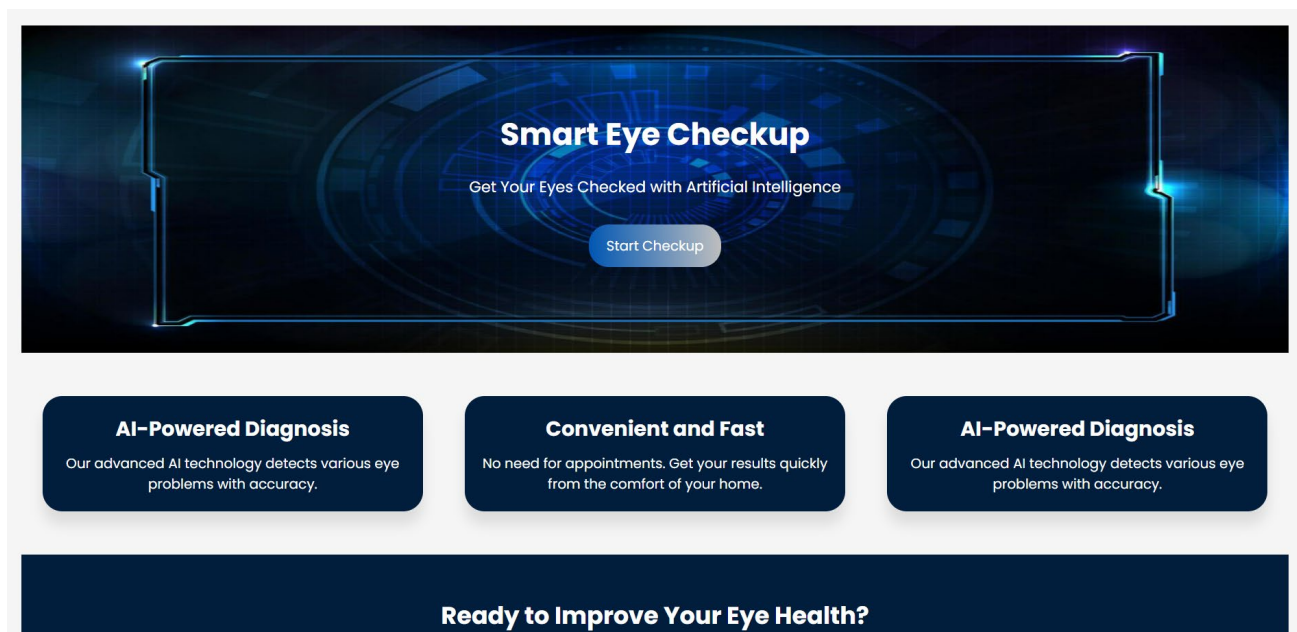 Smart Eye Checkup
Get Your Eyes Checked with Artificial Intelligence
Start Checkup
AI-Powered Diagnosis
Our advanced AI technology detects various eye
problems with accuracy.
Convenient and Fast
No need for appointments. Get your results quickly
from the comfort of your home.
AI-Powered Diagnosis
Our advanced AI technology detects various eye
problems with accuracy.
Ready to Improve Your Eye Health?